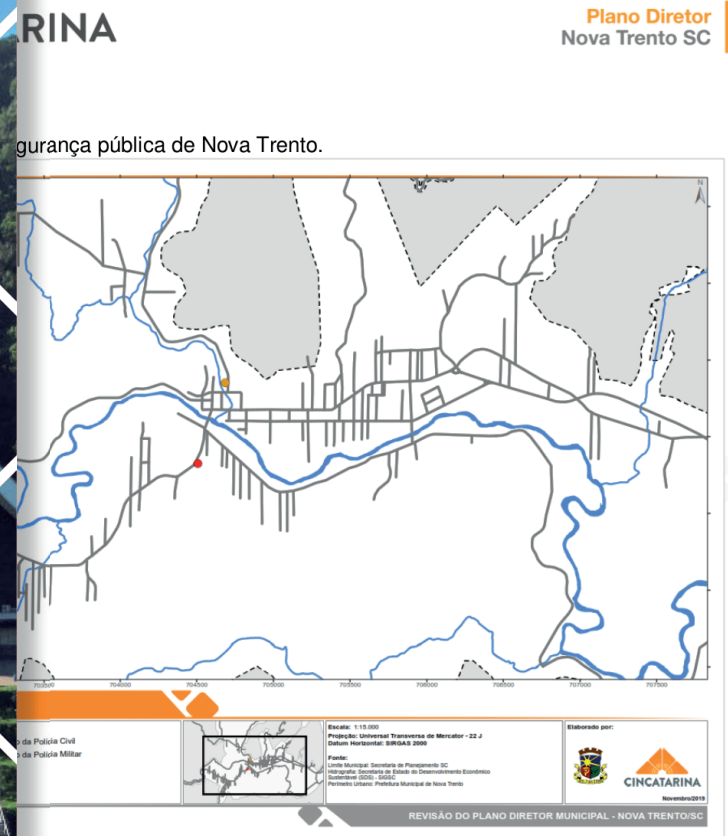 RINA
Plano Diretor
Nova Trento SC
gurança pública de Nova Trento.
N
703500 704000 704500 705000 705500 706000 706500 707000 707500
o da Polícia Civil
o da Polícia Militar
Escala: 1:15.000
Projeção: Universal Transversa de Mercator - 22 J
Datum Horizontal: SIRGAS 2000
Fonte:
Limite Municipal: Secretaria de Planejamento SC
Hidrografia: Secretaria de Estado do Desenvolvimento Econômico
Sustentável (SDS) - SIGSC
Perímetro Urbano: Prefeitura Municipal de Nova Trento
Elaborado por:
CINCATARINA
Novembro/2019
REVISÃO DO PLANO DIRETOR MUNICIPAL - NOVA TRENTO/SC